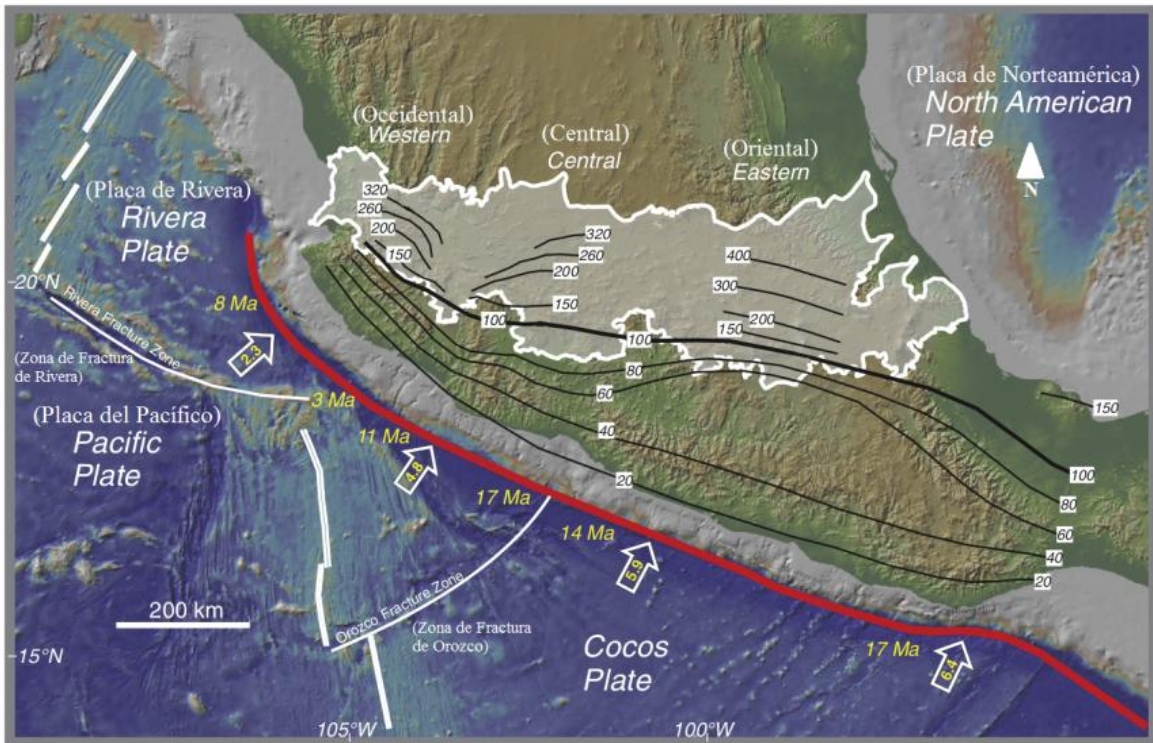 (Placa de Norteamérica)
North American
Plate
N
(Occidental)
Western
(Central)
Central
(Oriental)
Eastern
(Placa de Rivera)
Rivera
Plate
320
260
200
150
320
260
200
150
400
300
200
150
100
100
100
80
60
40
20
150
100
80
60
40
20
20°N
Rivera Fracture Zone
(Zona de Fractura
de Rivera)
8 Ma
2.3
3 Ma
(Placa del Pacífico)
Pacific
Plate
11 Ma
4.8
17 Ma
14 Ma
5.9
200 km
Orozco Fracture Zone
(Zona de Fractura
de Orozco)
Cocos
Plate
17 Ma
6.4
15°N
105°W
100°W